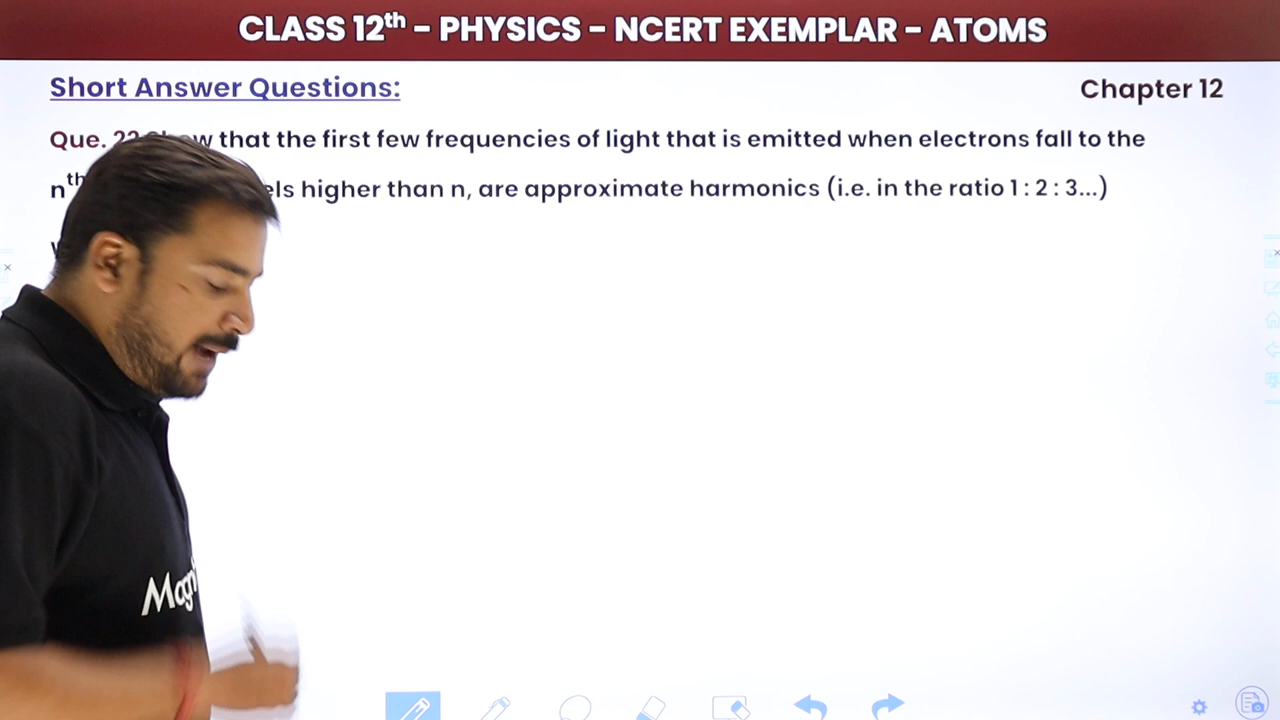 CLASS 12th - PHYSICS - NCERT EXEMPLAR - ATOMS
Short Answer Questions:
Chapter 12
Que. 22 that the first few frequencies of light that is emitted when electrons fall to the
nth higher than n, are approximate harmonics (i.e. in the ratio 1 : 2 : 3...)